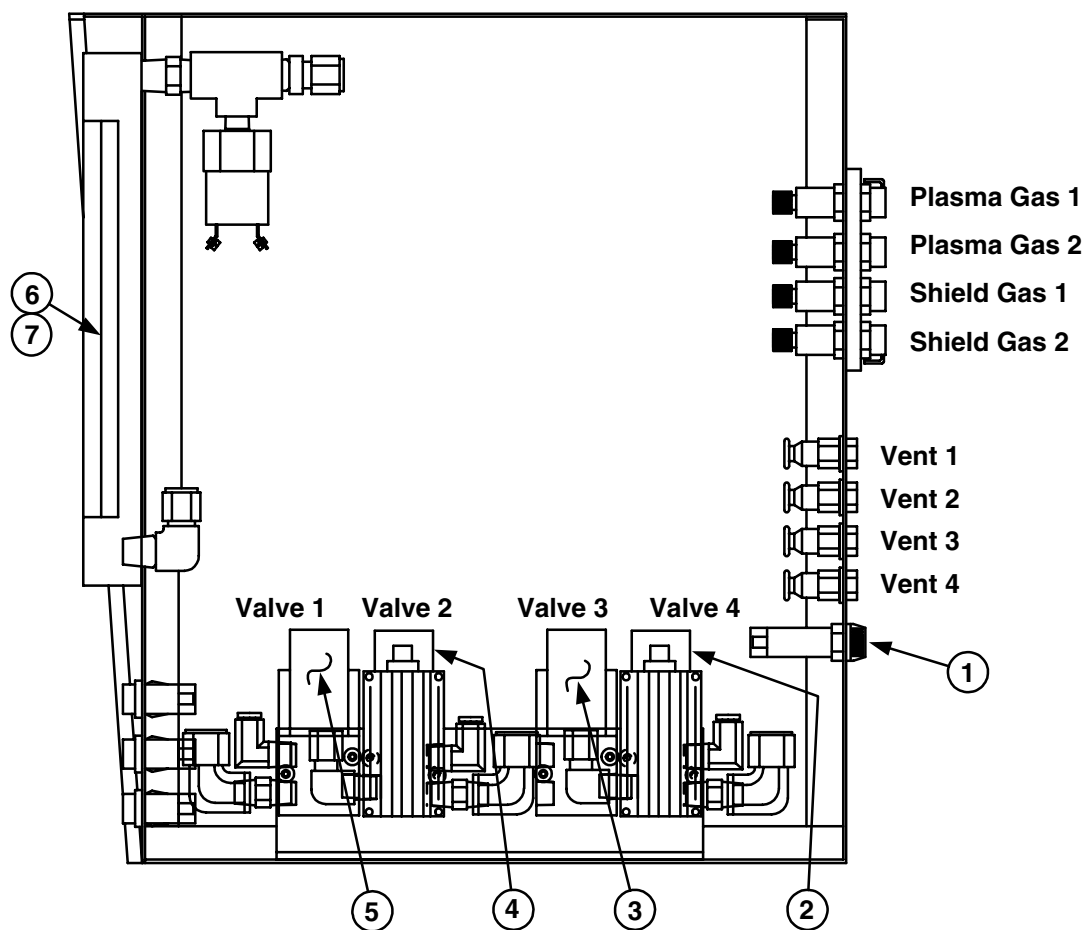 Plasma Gas 1
Plasma Gas 2
6
Shield Gas 1
7
Shield Gas 2
Vent 1
Vent 2
Vent 3
Vent 4
Valve 1 Valve 2 Valve 3 Valve 4
1
5 4 3 2